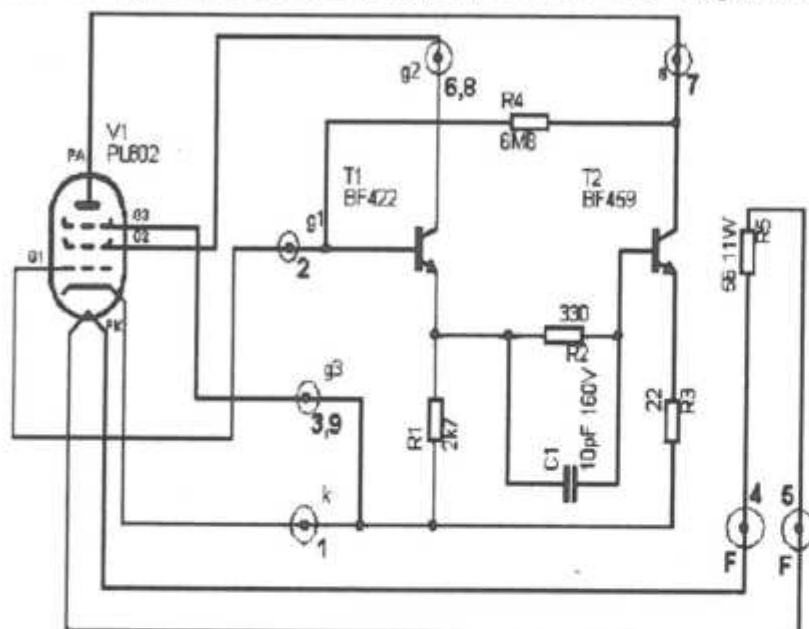 g2
6,8
a
7
R4
6M8
V1
PL802
PA
T1
BF422
T2
BF459
G3
G2
g1
G1
2
56 11W
R5
PK
330
R2
g3
3,9
R1
2k7
C1
10pF 160V
22
R3
k
1
4
5
F
F